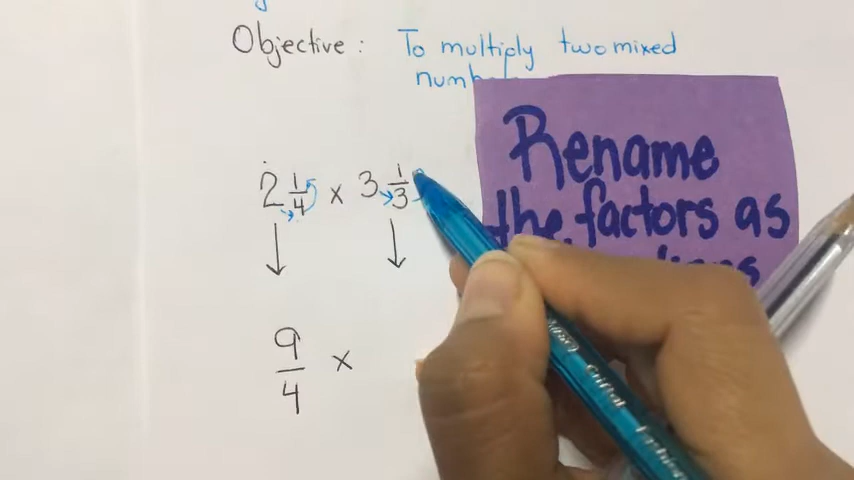 Objective : To multiply two mixed
2 1/4 x 3 1/3
9/4 x
Rename
the factors as